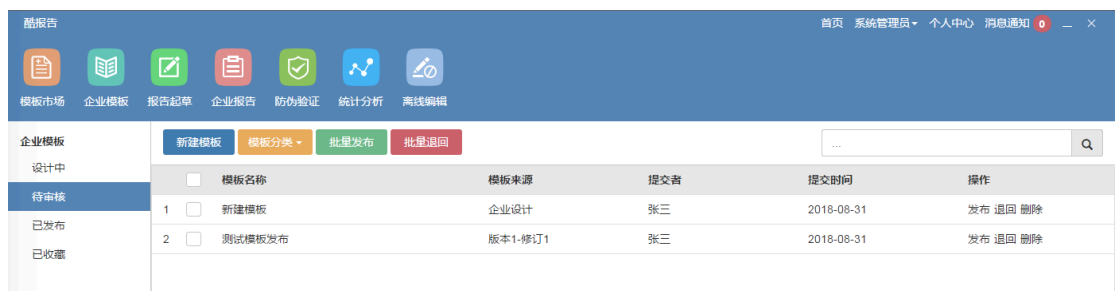 酷报告 首页 系统管理员 个人中心 消息通知 0
模板市场 企业模板 报告起草 企业报告 防伪验证 统计分析 离线编辑
企业模板
设计中
待审核
已发布
已收藏
新建模板 模板分类 批量发布 批量退回 ...
模板名称 模板来源 提交者 提交时间 操作
1 新建模板 企业设计 张三 2018-08-31 发布 退回 删除
2 测试模板发布 版本1-修订1 张三 2018-08-31 发布 退回 删除